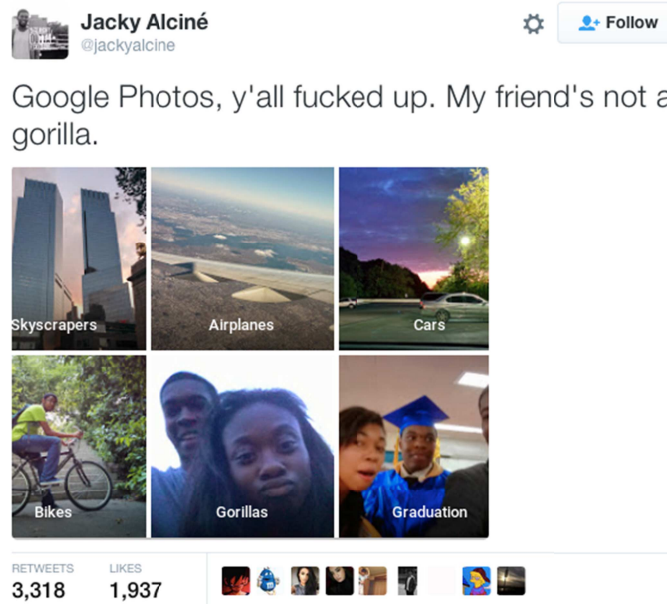 Jacky Alciné
@jackyalcine
Follow
Google Photos, y'all fucked up. My friend's not a
gorilla.
Skyscrapers
Airplanes
Cars
Bikes
Gorillas
Graduation
RETWEETS
LIKES
3,318
1,937